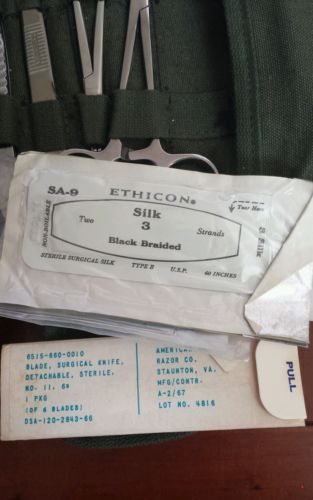 SA-9
ETHICON®
Tear Here
NON-BOILABLE
Silk
Two
3
Strands
Black Braided
STERILE SURGICAL SILK TYPE B U.S.P. 60 INCHES
6515-660-0010
BLADE, SURGICAL KNIFE,
DETACHABLE, STERILE,
NO. 11, 6s
1 PKG
(OF 6 BLADES)
DSA-120-2843-66
AMERICA
RAZOR CO.
STAUNTON, VA.
MFG/CONTR.
A-2/67
LOT NO. 4816
PULL